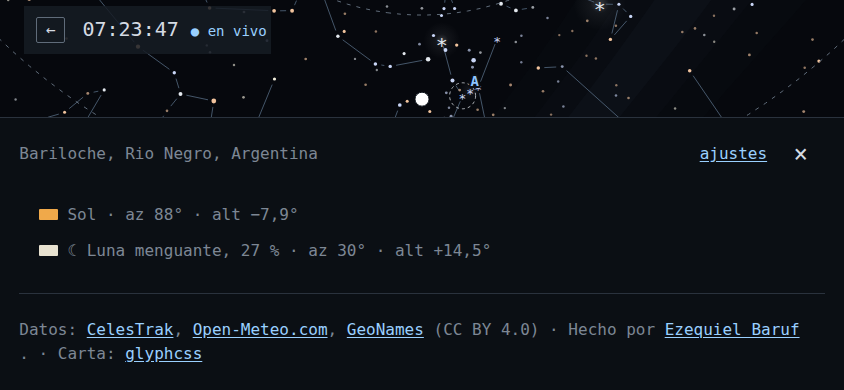 ← 07:23:47 ● en vivo
A
Bariloche, Rio Negro, Argentina ajustes ×
Sol · az 88° · alt −7,9°
☾ Luna menguante, 27 % · az 30° · alt +14,5°
Datos: CelesTrak, Open-Meteo.com, GeoNames (CC BY 4.0) · Hecho por Ezequiel Baruf
. · Carta: glyphcss